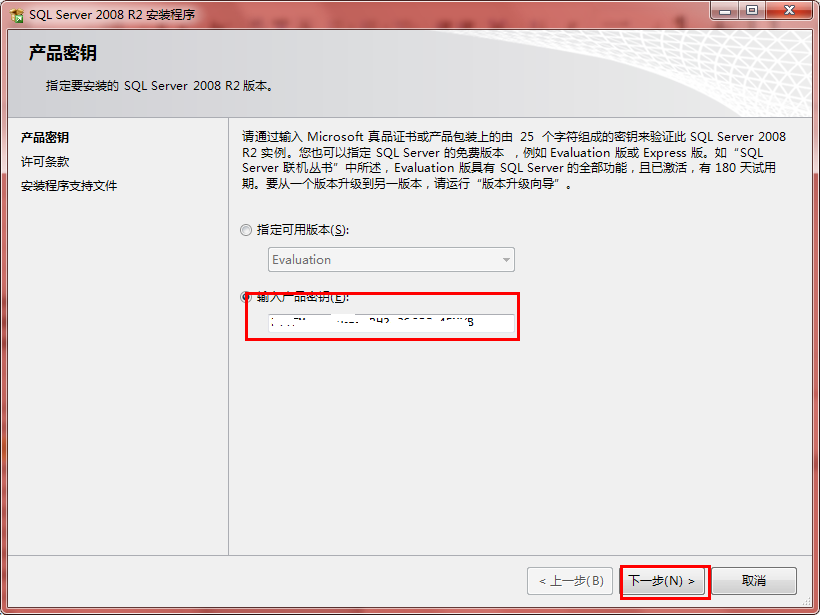 SQL Server 2008 R2 安装程序
产品密钥
指定要安装的 SQL Server 2008 R2 版本。
产品密钥
许可条款
安装程序支持文件
请通过输入 Microsoft 真品证书或产品包装上的由 25 个字符组成的密钥来验证此 SQL Server 2008
R2 实例。您也可以指定 SQL Server 的免费版本 ，例如 Evaluation 版或 Express 版。如“SQL
Server 联机丛书”中所述，Evaluation 版具有 SQL Server 的全部功能，且已激活，有 180 天试用
期。要从一个版本升级到另一版本，请运行“版本升级向导”。
指定可用版本(S):
Evaluation
输入产品密钥(E):
< 上一步(B)
下一步(N) >
取消